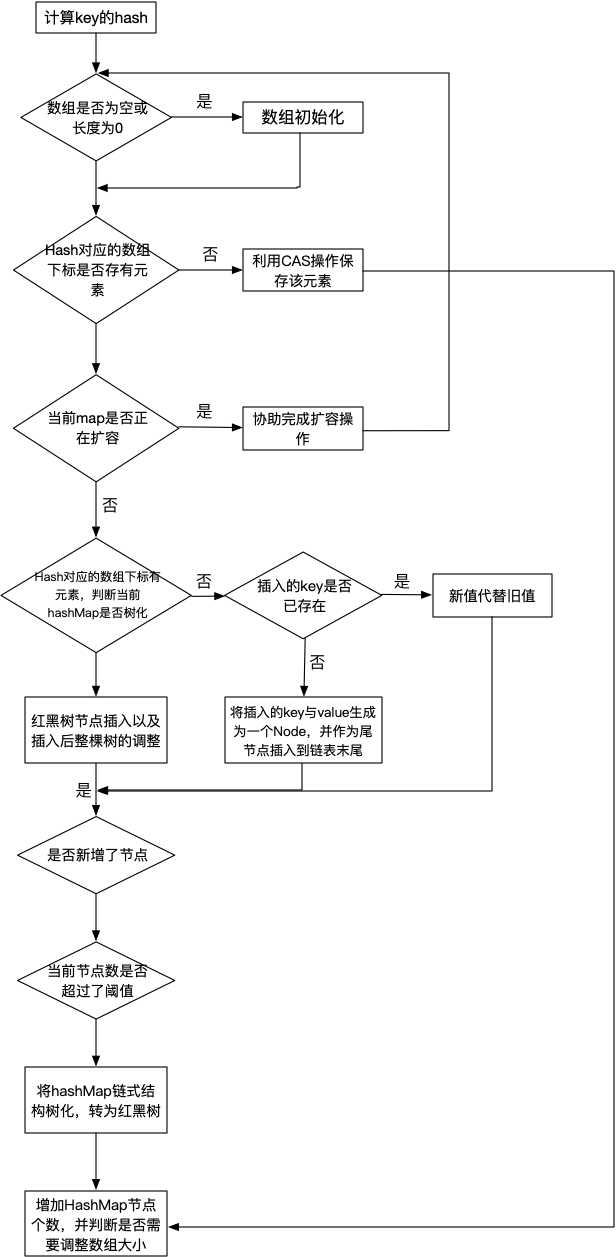 计算key的hash
数组是否为空或
长度为0
是
数组初始化
Hash对应的数组
下标是否存有元
素
否
利用CAS操作保
存该元素
当前map是否正
在扩容
是
协助完成扩容操
作
否
Hash对应的数组下标有
元素，判断当前
hashMap是否树化
否
插入的key是否
已存在
是
新值代替旧值
否
红黑树节点插入以及
插入后整棵树的调整
将插入的key与value生成
为一个Node，并作为尾
节点插入到链表末尾
是
是否新增了节点
当前节点数是否
超过了阈值
将hashMap链式结
构树化，转为红黑树
增加HashMap节点
个数，并判断是否需
要调整数组大小